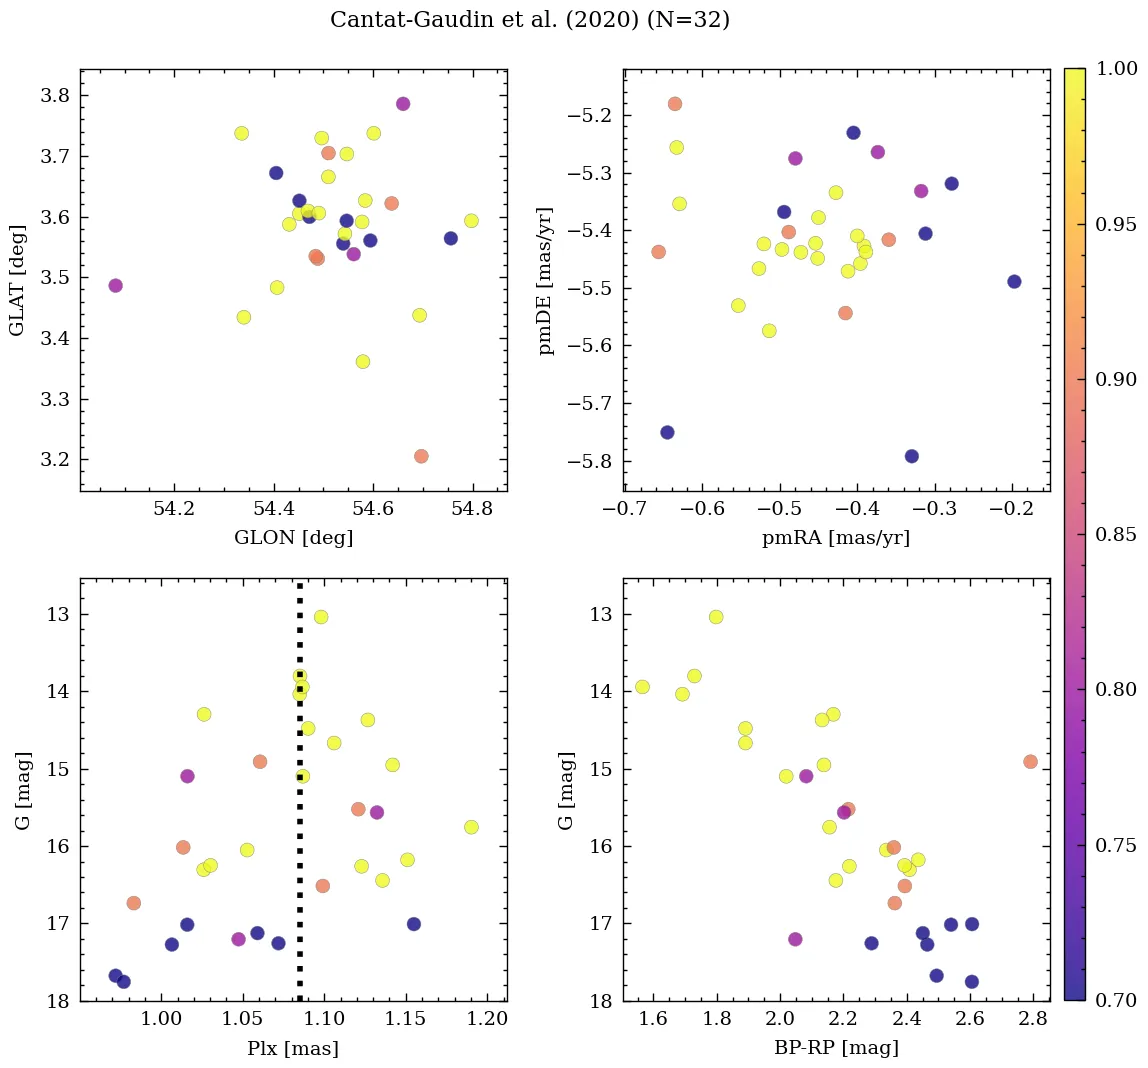 Cantat-Gaudin et al. (2020) (N=32)
3.8
3.7
3.6
3.5
3.4
3.3
3.2
GLAT [deg]
54.2 54.4 54.6 54.8
GLON [deg]
−5.2
−5.3
−5.4
−5.5
−5.6
−5.7
−5.8
pmDE [mas/yr]
−0.7 −0.6 −0.5 −0.4 −0.3 −0.2
pmRA [mas/yr]
1.00
0.95
0.90
0.85
0.80
0.75
0.70
13
14
15
16
17
18
G [mag]
1.00 1.05 1.10 1.15 1.20
Plx [mas]
13
14
15
16
17
18
G [mag]
1.6 1.8 2.0 2.2 2.4 2.6 2.8
BP-RP [mag]